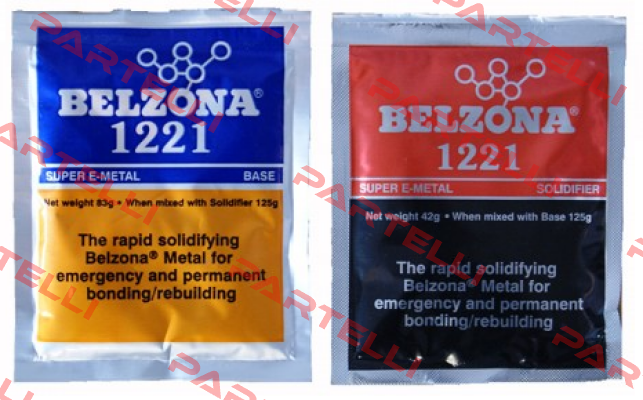 BELZONA®
1221
SUPER E-METAL BASE
Net weight 83g • When mixed with Solidifier 125g
The rapid solidifying
Belzona® Metal for
emergency and permanent
bonding/rebuilding
BELZONA®
1221
SUPER E-METAL SOLIDIFIER
Net weight 42g • When mixed with Base 125g
The rapid solidifying
Belzona® Metal for
emergency and permanent
bonding/rebuilding
PARTELLI
PARTELLI
PARTELLI
PARTELLI
PARTELLI